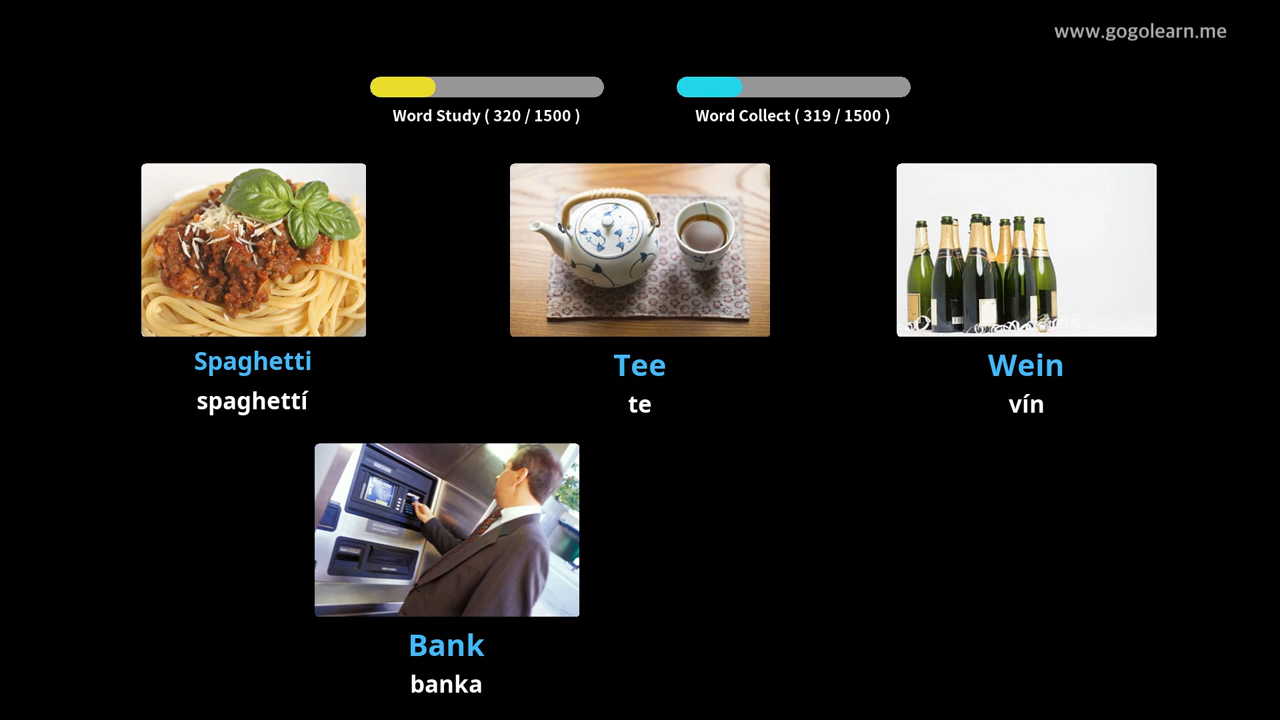 www.gogolearn.me
Word Study ( 320 / 1500 )
Word Collect ( 319 / 1500 )
Spaghetti
spaghettí
Tee
te
Wein
vín
Bank
banka